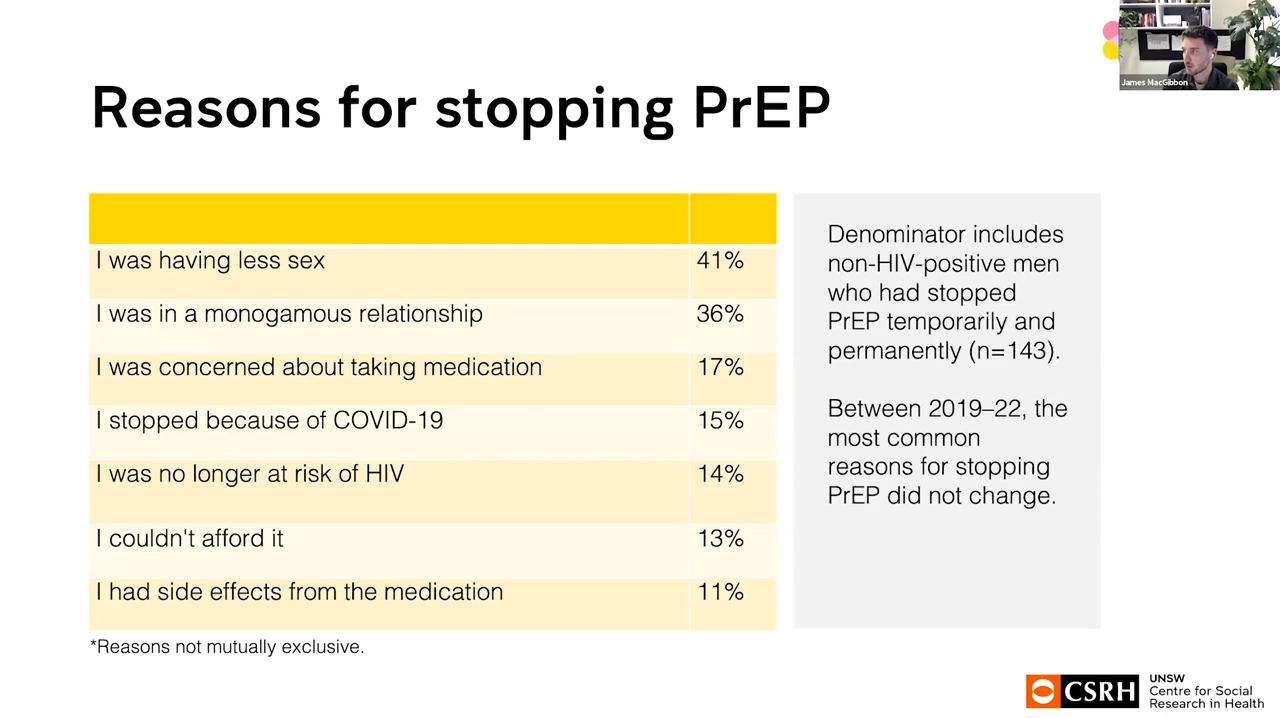 James MacGibbon
Reasons for stopping PrEP
I was having less sex 41%
I was in a monogamous relationship 36%
I was concerned about taking medication 17%
I stopped because of COVID-19 15%
I was no longer at risk of HIV 14%
I couldn't afford it 13%
I had side effects from the medication 11%
*Reasons not mutually exclusive.
Denominator includes
non-HIV-positive men
who had stopped
PrEP temporarily and
permanently (n=143).
Between 2019–22, the
most common
reasons for stopping
PrEP did not change.
CSRH
UNSW
Centre for Social
Research in Health